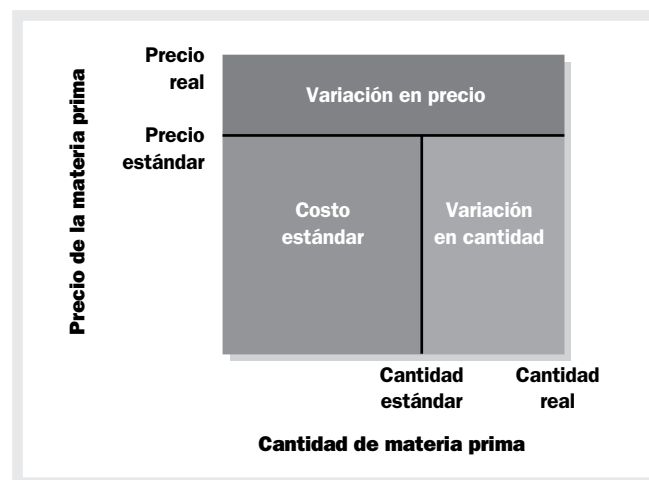 Precio de la materia prima
Precio
real
Variación en precio
Precio
estándar
Costo
estándar
Variación
en cantidad
Cantidad
estándar
Cantidad
real
Cantidad de materia prima